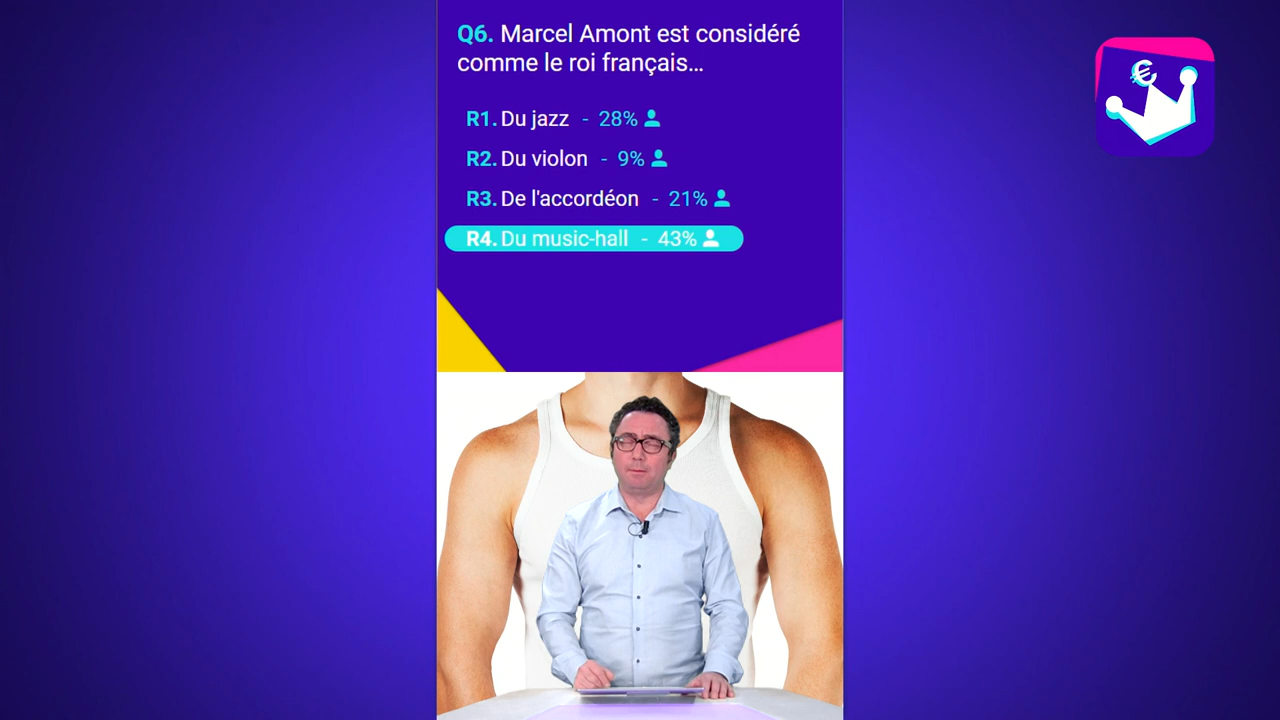 Q6. Marcel Amont est considéré
comme le roi français...
R1. Du jazz - 28%
R2. Du violon - 9%
R3. De l'accordéon - 21%
R4. Du music-hall - 43%
€